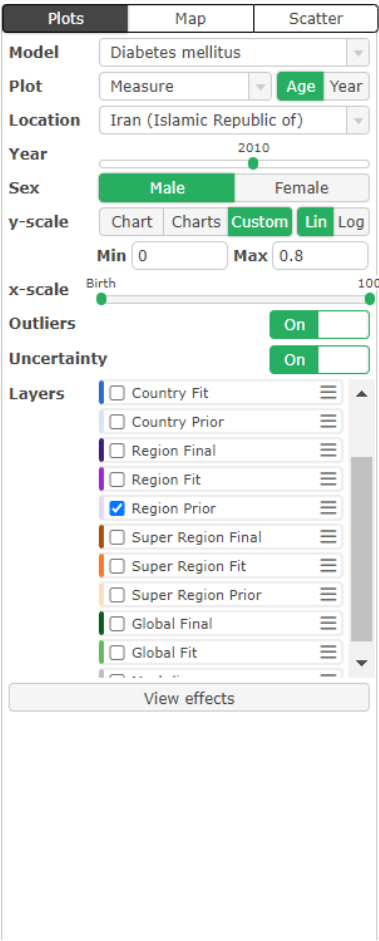 Plots Map Scatter
Model Diabetes mellitus
Plot Measure Age Year
Location Iran (Islamic Republic of)
Year 2010
Sex Male Female
y-scale Chart Charts Custom Lin Log
Min 0 Max 0.8
x-scale Birth 100
Outliers On
Uncertainty On
Layers Country Fit
Country Prior
Region Final
Region Fit
Region Prior
Super Region Final
Super Region Fit
Super Region Prior
Global Final
Global Fit
View effects